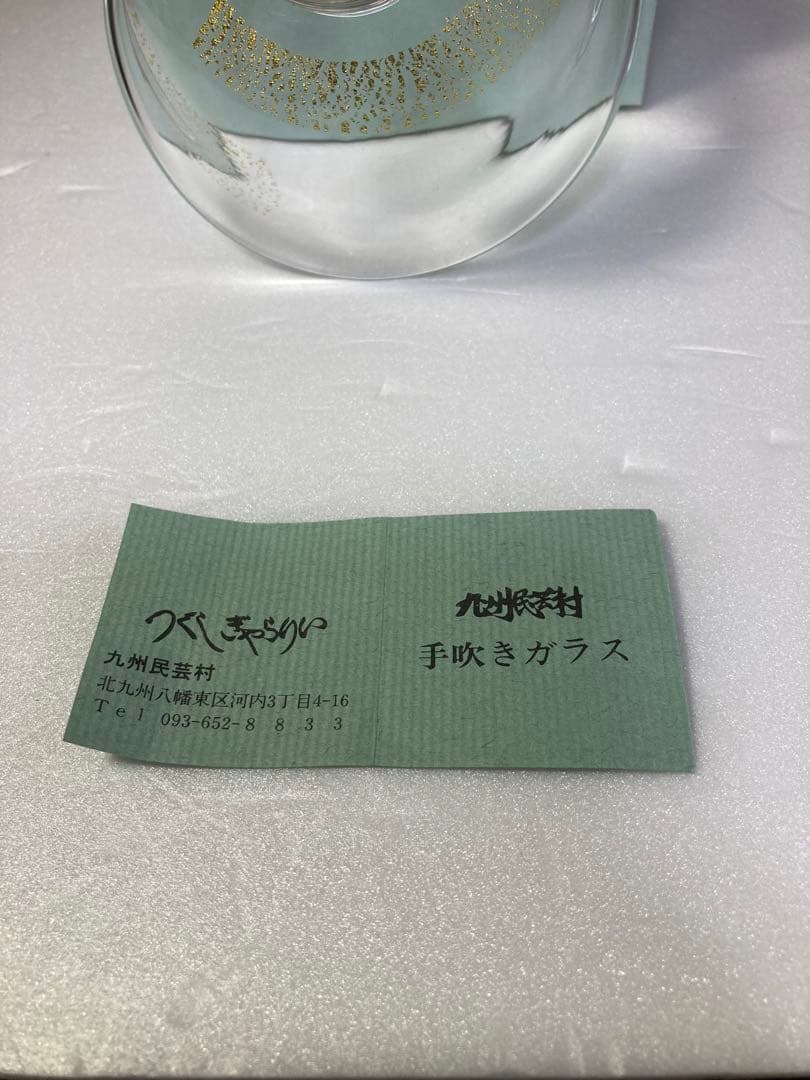 つくしぎゃらりい
九州民芸村
北九州八幡東区河内3丁目4-16
Tel 093-652-8833
九州民芸村
手吹きガラス